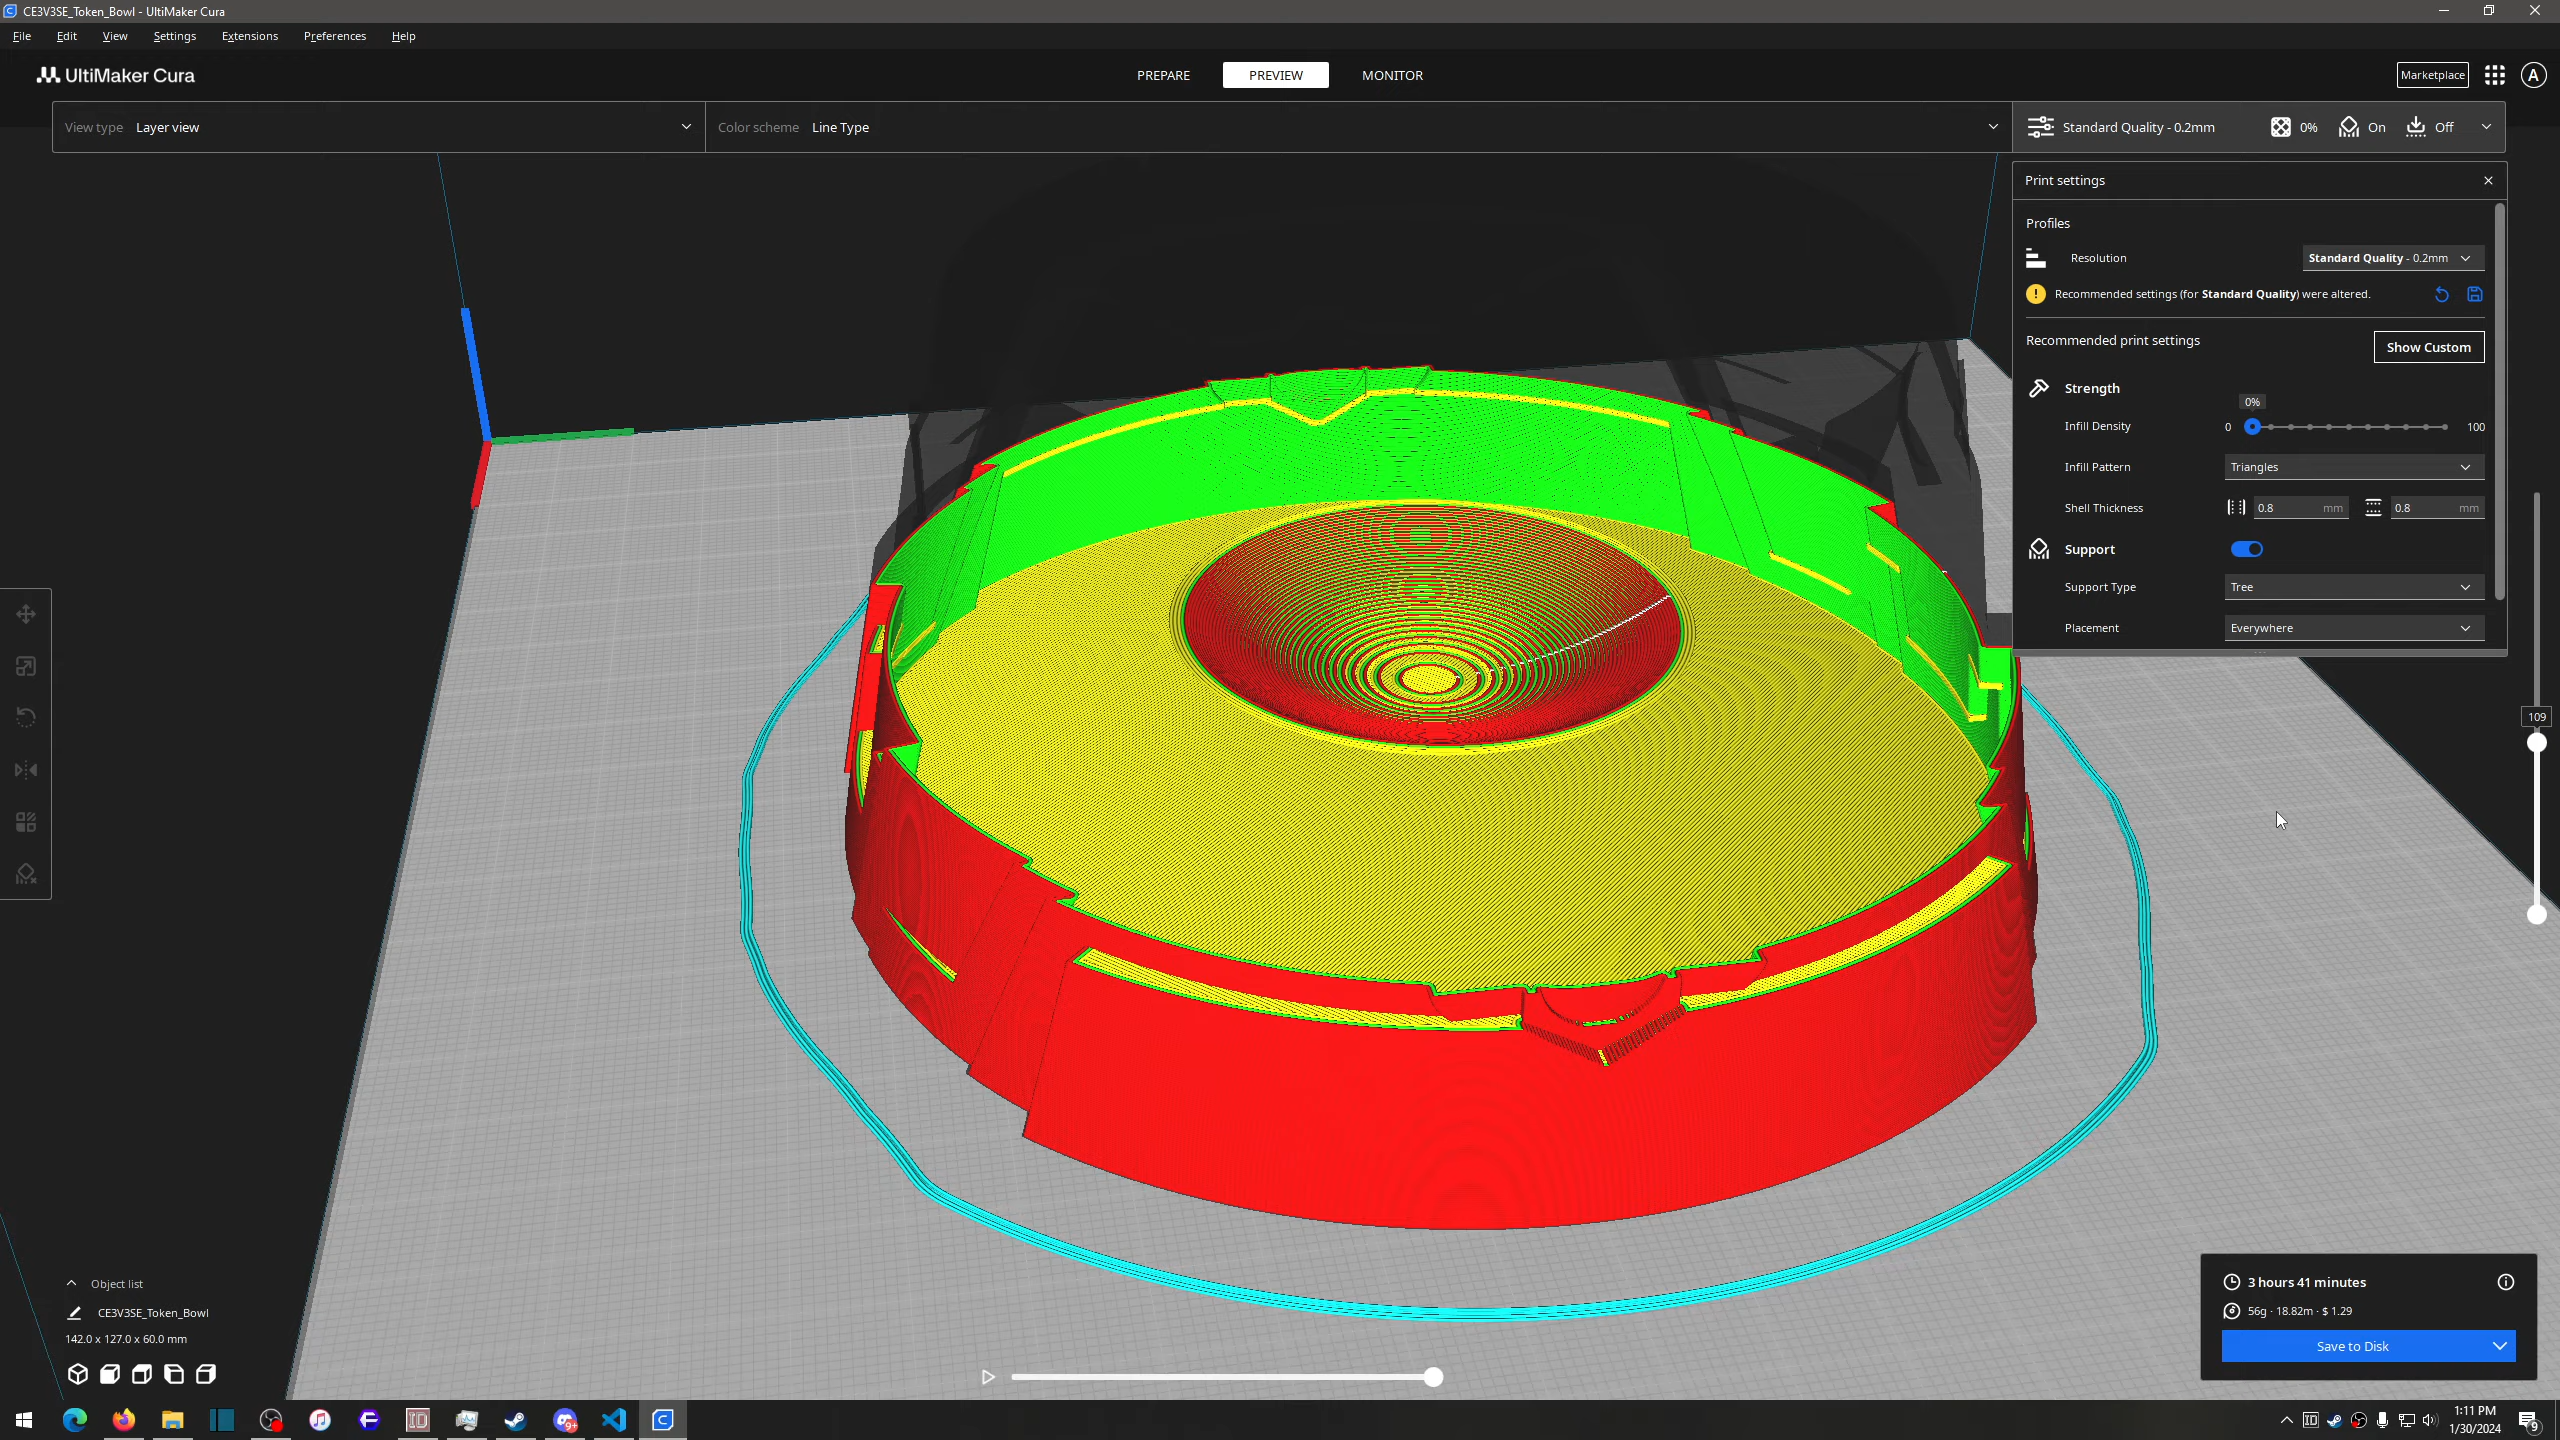 CE3V3SE_Token_Bowl - UltiMaker Cura
File Edit View Settings Extensions Preferences Help
UltiMaker Cura
PREPARE PREVIEW MONITOR
Marketplace
A
View type Layer view
Color scheme Line Type
Standard Quality - 0.2mm 0% On Off
Print settings
Profiles
Resolution Standard Quality - 0.2mm
Recommended settings (for Standard Quality) were altered.
Recommended print settings
Show Custom
Strength
0%
Infill Density 0 100
Infill Pattern Triangles
Shell Thickness 0.8 mm 0.8 mm
Support
Support Type Tree
Placement Everywhere
109
Object list
CE3V3SE_Token_Bowl
142.0 x 127.0 x 60.0 mm
3 hours 41 minutes
56g · 18.82m · $ 1.29
Save to Disk
ID
9+
ID
1:11 PM
1/30/2024
9